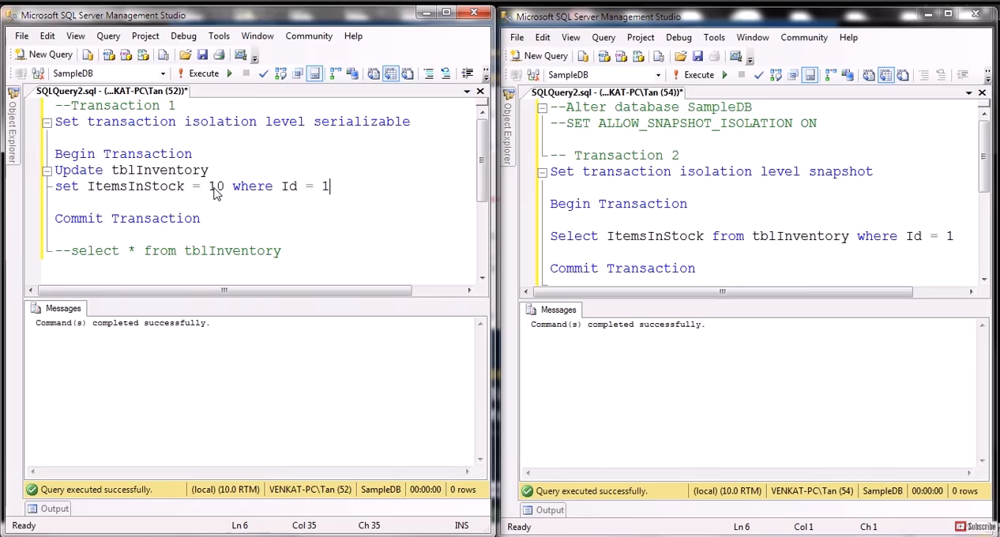 Microsoft SQL Server Management Studio
File Edit View Query Project Debug Tools Window Community Help
New Query
SampleDB Execute
SQLQuery2.sql - (...KAT-PC\Tan (52))*
Object Explorer
--Transaction 1
Set transaction isolation level serializable
Begin Transaction
Update tblInventory
set ItemsInStock = 10 where Id = 1
Commit Transaction
--select * from tblInventory
Messages
Command(s) completed successfully.
Query executed successfully. (local) (10.0 RTM) VENKAT-PC\Tan (52) SampleDB 00:00:00 0 rows
Output
Ready Ln 6 Col 35 Ch 35 INS
Microsoft SQL Server Management Studio
File Edit View Query Project Debug Tools Window Community Help
New Query
SampleDB Execute
SQLQuery2.sql - (...KAT-PC\Tan (54))*
Object Explorer
--Alter database SampleDB
--SET ALLOW_SNAPSHOT_ISOLATION ON
-- Transaction 2
Set transaction isolation level snapshot
Begin Transaction
Select ItemsInStock from tblInventory where Id = 1
Commit Transaction
Messages
Command(s) completed successfully.
Query executed successfully. (local) (10.0 RTM) VENKAT-PC\Tan (54) SampleDB 00:00:00 0 rows
Output
Ready Ln 6 Col 1 Ch 1
Subscribe